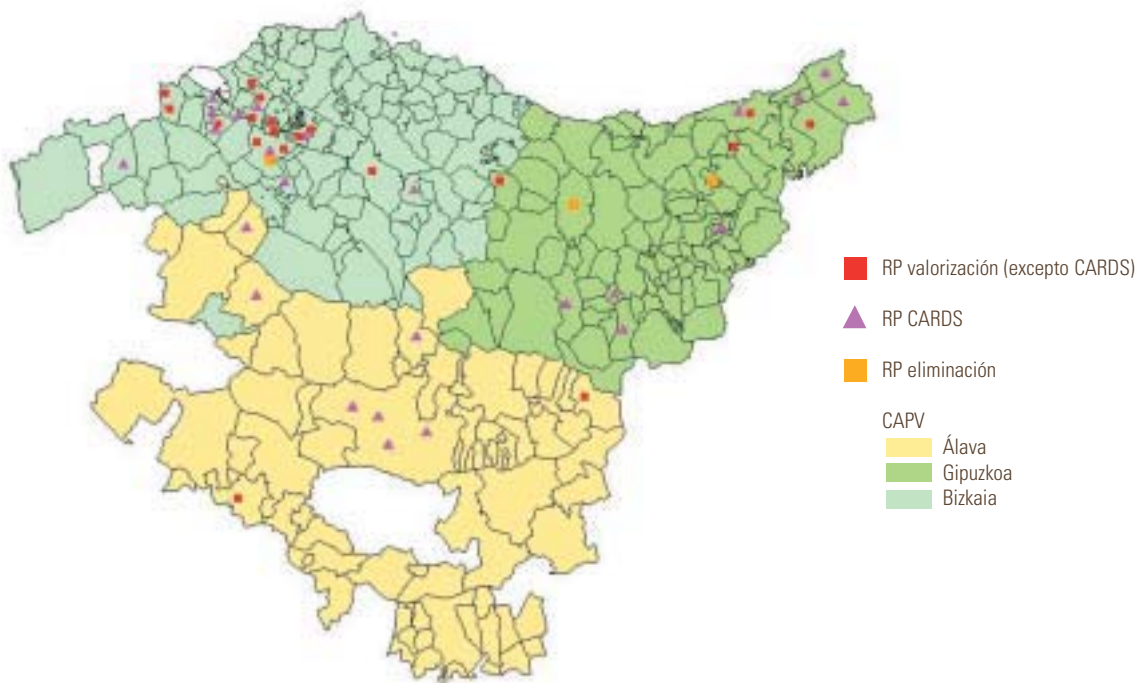 RP valorización (excepto CARDS)
RP CARDS
RP eliminación
CAPV
Álava
Gipuzkoa
Bizkaia